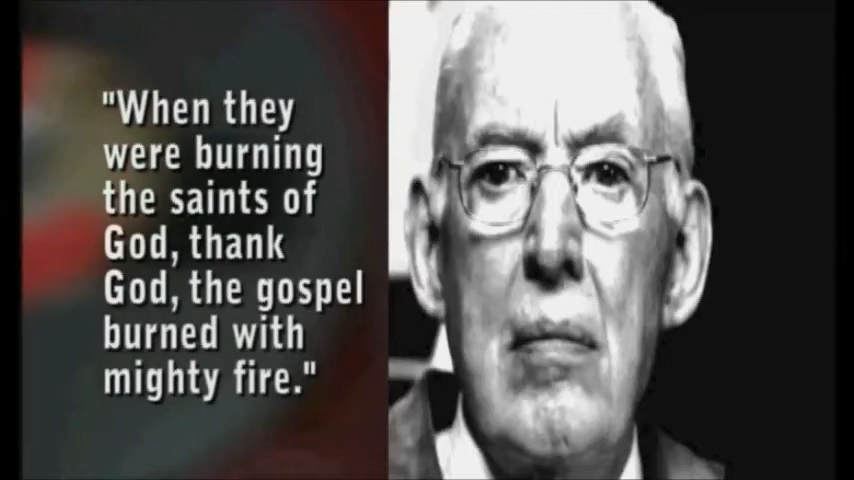 "When they
were burning
the saints of
God, thank
God, the gospel
burned with
mighty fire."